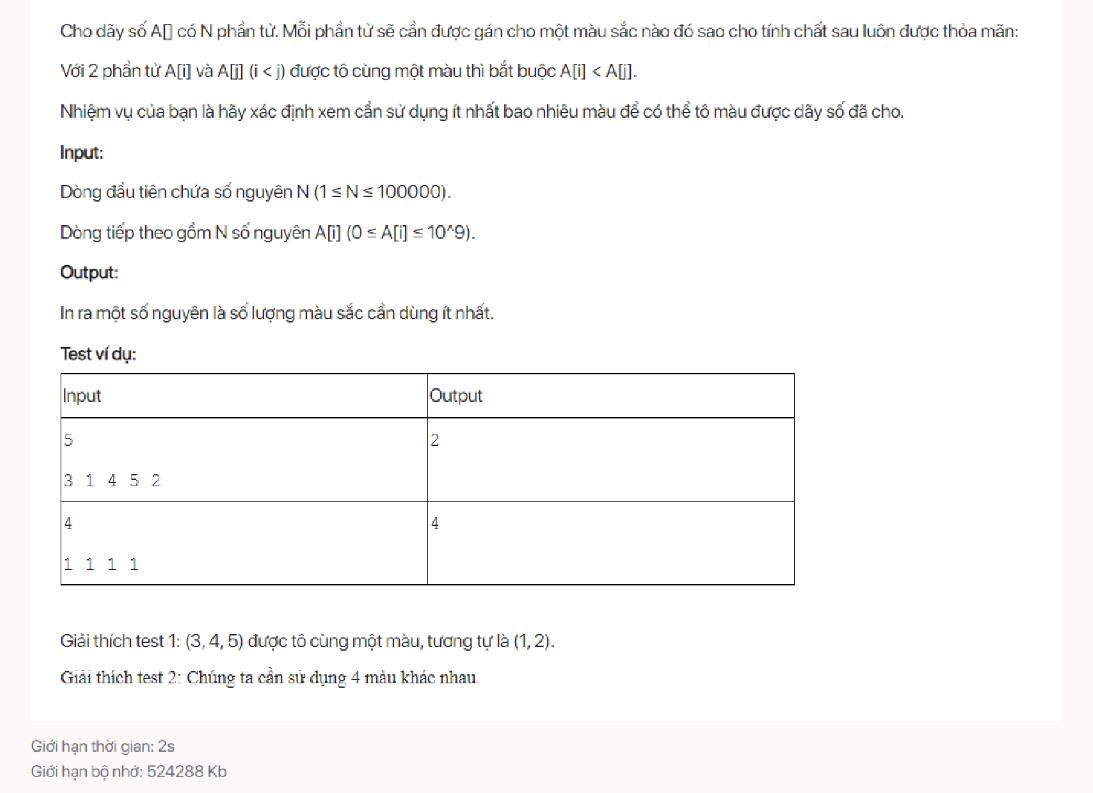 Cho dãy số A[] có N phần tử. Mỗi phần tử sẽ cần được gán cho một màu sắc nào đó sao cho tính chất sau luôn được thỏa mãn:
Với 2 phần tử A[i] và A[j] (i < j) được tô cùng một màu thì bắt buộc A[i] < A[j].
Nhiệm vụ của bạn là hãy xác định xem cần sử dụng ít nhất bao nhiêu màu để có thể tô màu được dãy số đã cho.
Input:
Dòng đầu tiên chứa số nguyên N (1 ≤ N ≤ 100000).
Dòng tiếp theo gồm N số nguyên A[i] (0 ≤ A[i] ≤ 10^9).
Output:
In ra một số nguyên là số lượng màu sắc cần dùng ít nhất.
Test ví dụ:
Input Output
5 2
3 1 4 5 2
4 4
1 1 1 1
Giải thích test 1: (3, 4, 5) được tô cùng một màu, tương tự là (1, 2).
Giải thích test 2: Chúng ta cần sử dụng 4 màu khác nhau.
Giới hạn thời gian: 2s
Giới hạn bộ nhớ: 524288 Kb